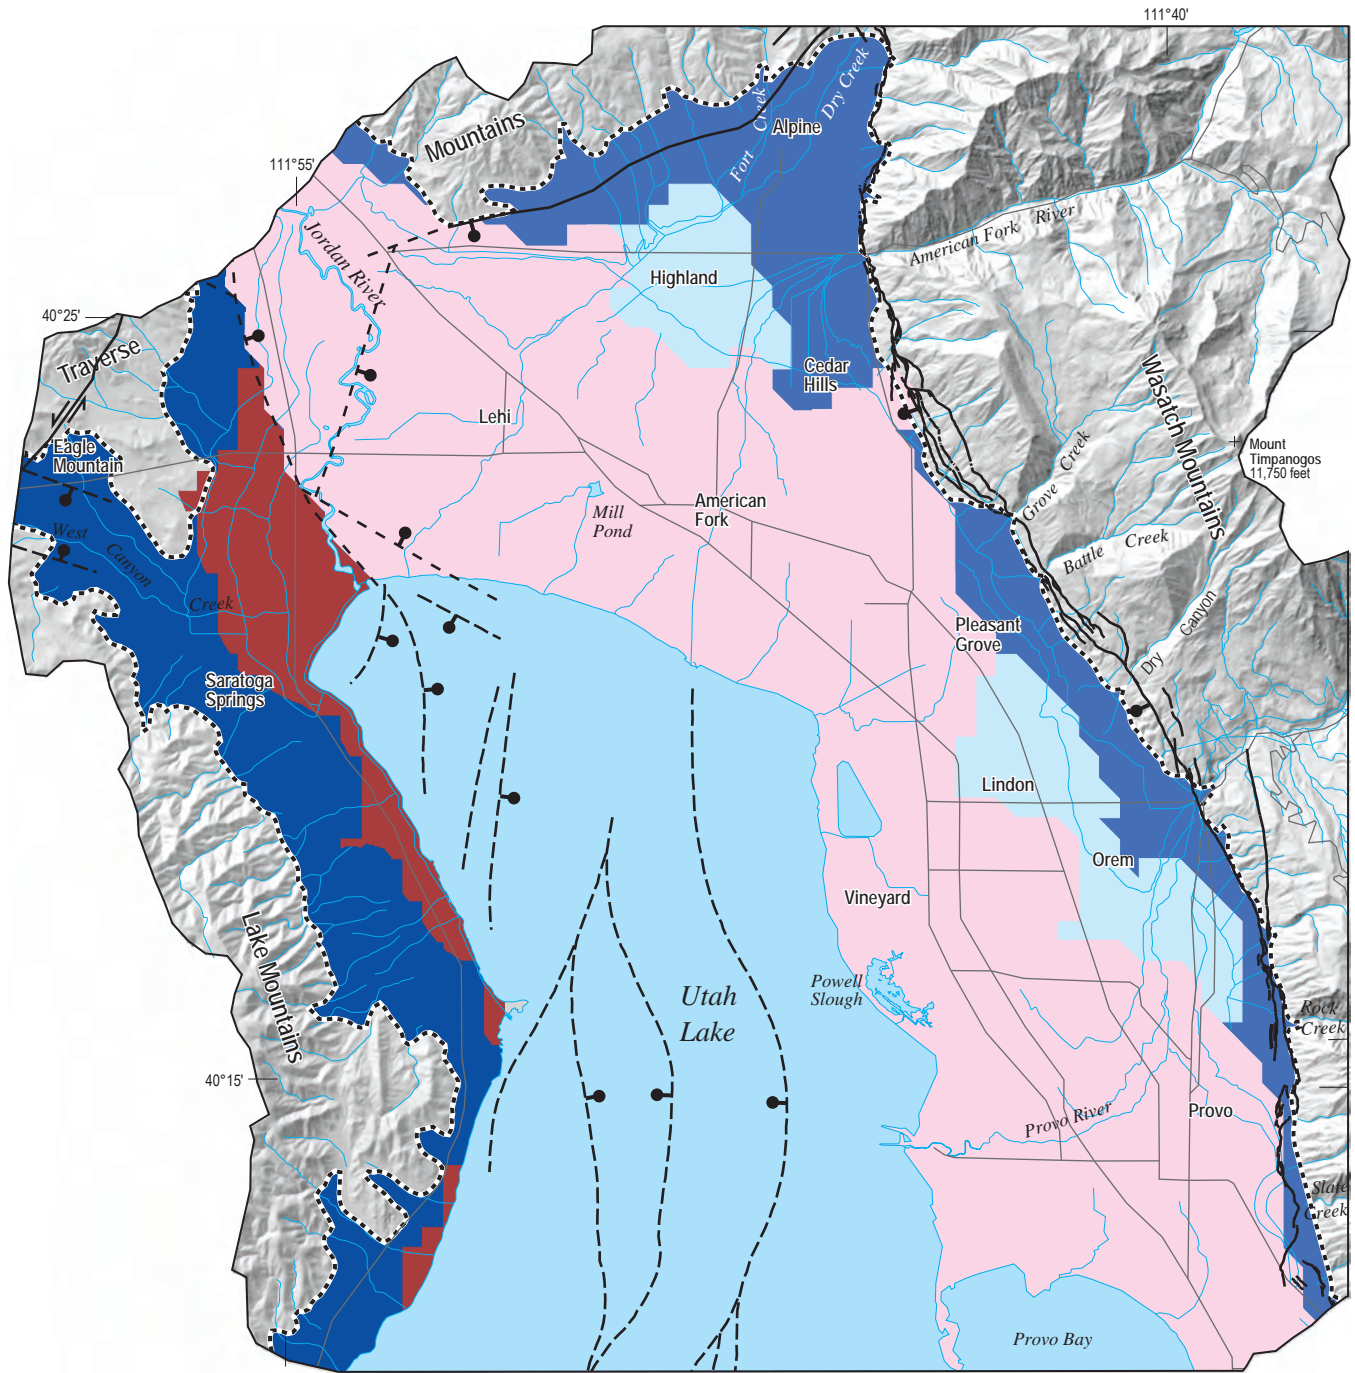 111°40'
Mountains
Creek
Dry Creek
Alpine
Fort
111°55'
Jordan River
American Fork River
Highland
40°25'
Traverse
Cedar
Hills
Wasatch Mountains
Lehi
Eagle
Mountain
Mount
Timpanogos
11,750 feet
Grove Creek
American
Fork
Mill
Pond
West Canyon Creek
Battle Creek
Dry Canyon
Pleasant
Grove
Saratoga
Springs
Lindon
Orem
Vineyard
Lake Mountains
Powell
Slough
Utah
Lake
Rock
Creek
40°15'
Provo River
Provo
Slate
Creek
Provo Bay